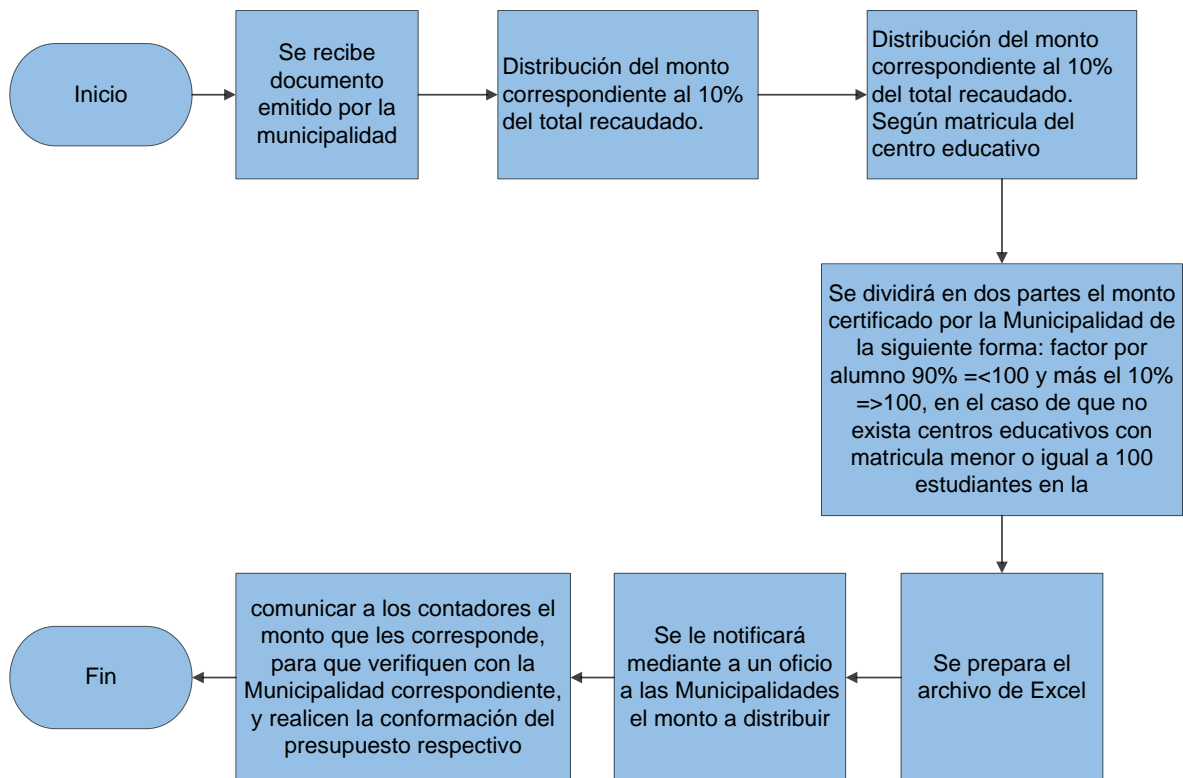 Inicio
Se recibe
documento
emitido por la
municipalidad
Distribución del monto
correspondiente al 10%
del total recaudado.
Distribución del monto
correspondiente al 10%
del total recaudado.
Según matricula del
centro educativo
Se dividirá en dos partes el monto
certificado por la Municipalidad de
la siguiente forma: factor por
alumno 90% =<100 y más el 10%
=>100, en el caso de que no
exista centros educativos con
matricula menor o igual a 100
estudiantes en la
Se prepara el
archivo de Excel
Se le notificará
mediante a un oficio
a las Municipalidades
el monto a distribuir
comunicar a los contadores el
monto que les corresponde,
para que verifiquen con la
Municipalidad correspondiente,
y realicen la conformación del
presupuesto respectivo
Fin